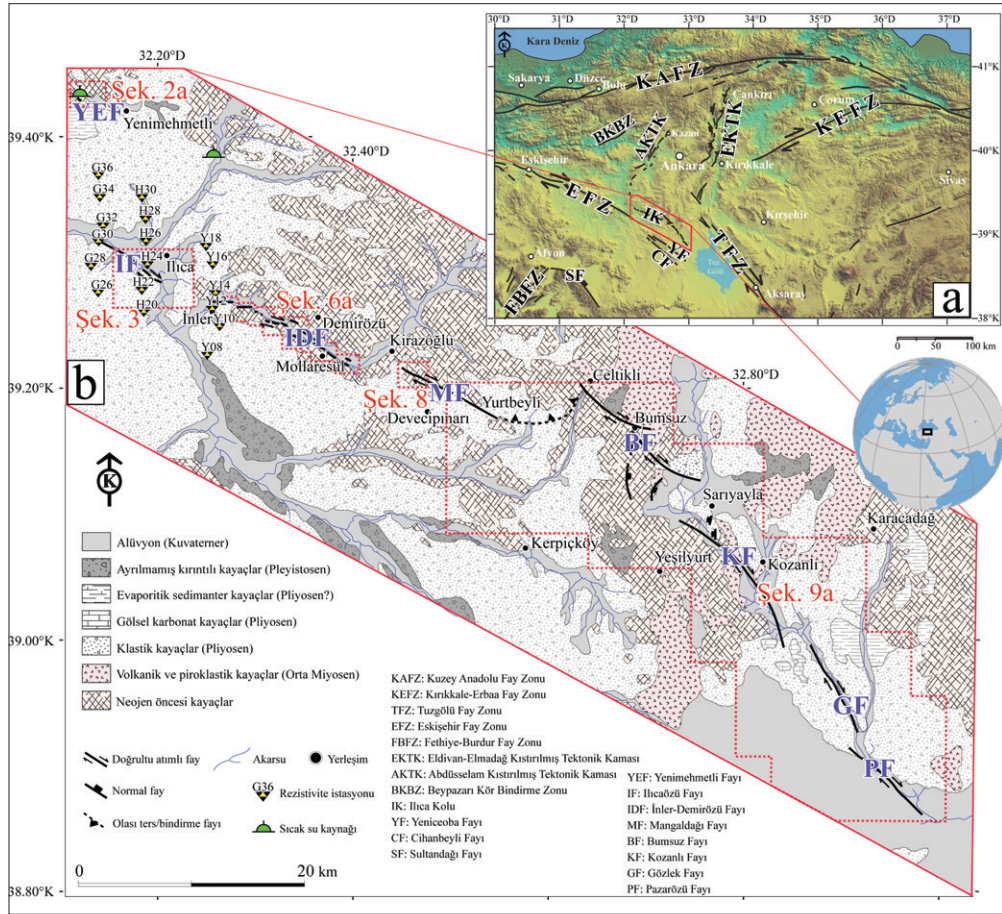 30.0°D 31°D 32°D 33°D 34°D 35°D 36°D 37.0°D
Kara Deniz
K
41°K
40°K
39°K
38°K
Sakarya
Düzce
Bolu
KAFZ
Çankırı
Çorum
KEFZ
BKBZ
AKTK
Kazan
EKTK
Ankara
Kırıkkale
Eskişehir
Sivas
EFZ
IK
Kırşehir
YF
CF
TFZ
Tuz
Gölü
Afyon
SF
FBFZ
Aksaray
a
0 50 100
km
32.20°D
32.40°D
32.80°D
39.40°K
39.20°K
39.00°K
38.80°K
Şek. 2a
YEF
Yenimehmetli
G36
G34
H30
G32
H28
G30
H26
Y18
G28
IF
H24
Ilıca
Y16
G26
H22
Y14
Şek. 6a
Şek. 3
H20
Y12
İnler
Y10
Demirözü
IDF
Kirazoğlu
b
Y08
Mollaresul
Çeltikli
Şek. 8
MF
Yurtbeyli
Devecipınarı
Bumsuz
BF
Sarıyayla
Karacadağ
K
Kerpiçköy
Yeşilyurt
KF
Kozanlı
Şek. 9a
GF
PF
Alüvyon (Kuvaterner)
Ayrılmamış kırıntılı kayaçlar (Pleyistosen)
Evaporitik sedimanter kayaçlar (Pliyosen?)
Gölsel karbonat kayaçlar (Pliyosen)
Klastik kayaçlar (Pliyosen)
Volkanik ve piroklastik kayaçlar (Orta Miyosen)
Neojen öncesi kayaçlar
Doğrultu atımlı fay
Akarsu
Yerleşim
Normal fay
G36
Rezistivite istasyonu
Olası ters/bindirme fayı
Sıcak su kaynağı
0 20 km
KAFZ: Kuzey Anadolu Fay Zonu
KEFZ: Kırıkkale-Erbaa Fay Zonu
TFZ: Tuzgölü Fay Zonu
EFZ: Eskişehir Fay Zonu
FBFZ: Fethiye-Burdur Fay Zonu
EKTK: Eldivan-Elmadağ Kıstırılmış Tektonik Kaması
AKTK: Abdüsselam Kıstırılmış Tektonik Kaması
BKBZ: Beypazarı Kör Bindirme Zonu
IK: Ilıca Kolu
YF: Yeniceoba Fayı
CF: Cihanbeyli Fayı
SF: Sultandağı Fayı
YEF: Yenimehmetli Fayı
IF: Ilıcaözü Fayı
IDF: İnler-Demirözü Fayı
MF: Mangaldağı Fayı
BF: Bumsuz Fayı
KF: Kozanlı Fayı
GF: Gözlek Fayı
PF: Pazarözü Fayı